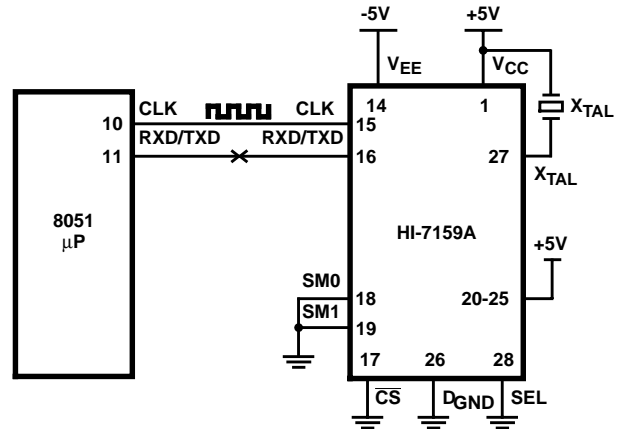 -5V +5V
VEE VCC
14 1
XTAL
10 CLK CLK 15
RXD/TXD RXD/TXD
11 16 27
XTAL
8051
µP
HI-7159A
+5V
SM0
18 20-25
SM1
19
17 26 28
CS DGND SEL